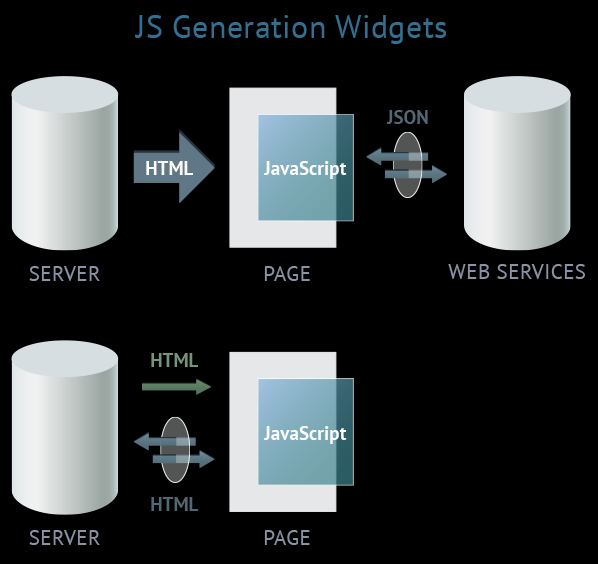 JS Generation Widgets
JSON
HTML
JavaScript
SERVER
PAGE
WEB SERVICES
HTML
JavaScript
HTML
SERVER
PAGE